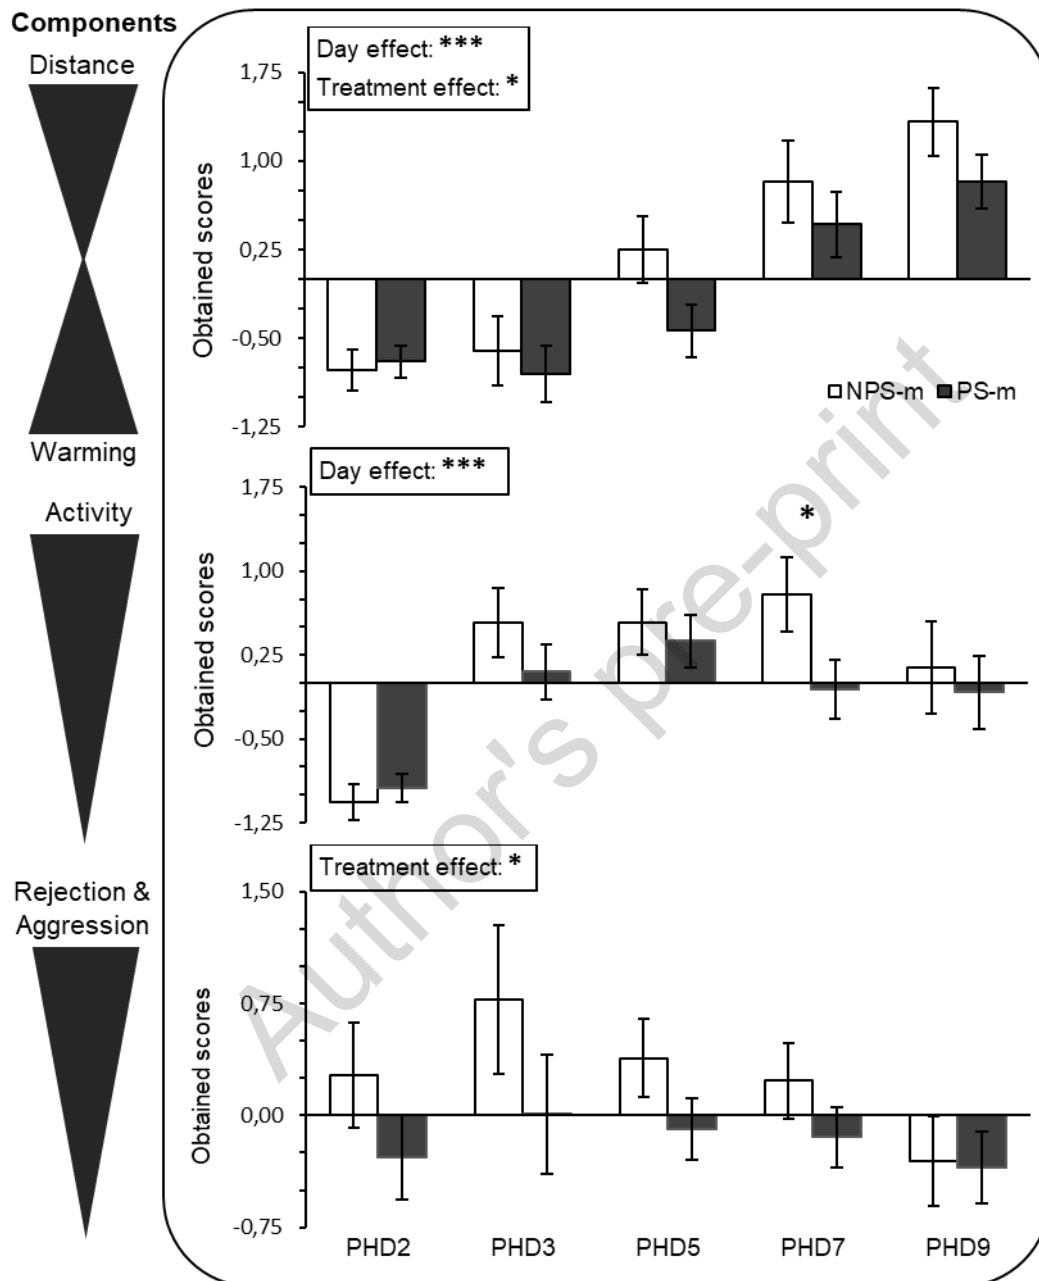 Components
Distance
Warming
Activity
Rejection &
Aggression
Day effect: ***
Treatment effect: *
Obtained scores
1,75
1,00
0,25
-0,50
-1,25
NPS-m
PS-m
Day effect: ***
Obtained scores
1,75
1,00
0,25
-0,50
-1,25
*
Treatment effect: *
Obtained scores
1,50
0,75
0,00
-0,75
PHD2
PHD3
PHD5
PHD7
PHD9
Author's pre-print